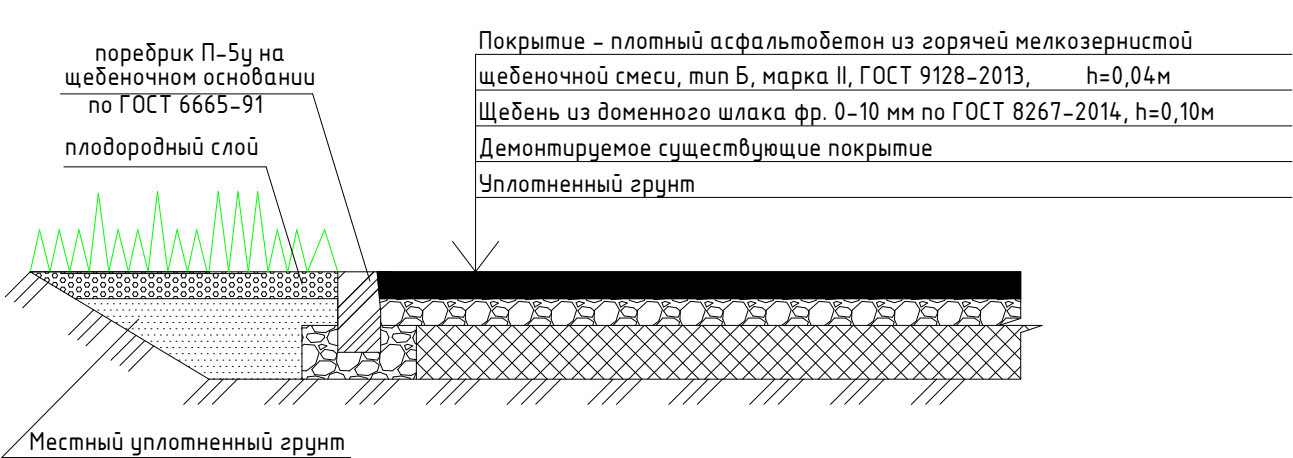 поребрик П-5у на
щебеночном основании
по ГОСТ 6665-91
плодородный слой
Покрытие - плотный асфальтобетон из горячей мелкозернистой
щебеночной смеси, тип Б, марка II, ГОСТ 9128-2013, h=0,04м
Щебень из доменного шлака фр. 0-10 мм по ГОСТ 8267-2014, h=0,10м
Демонтируемое существующие покрытие
Уплотненный грунт
Местный уплотненный грунт